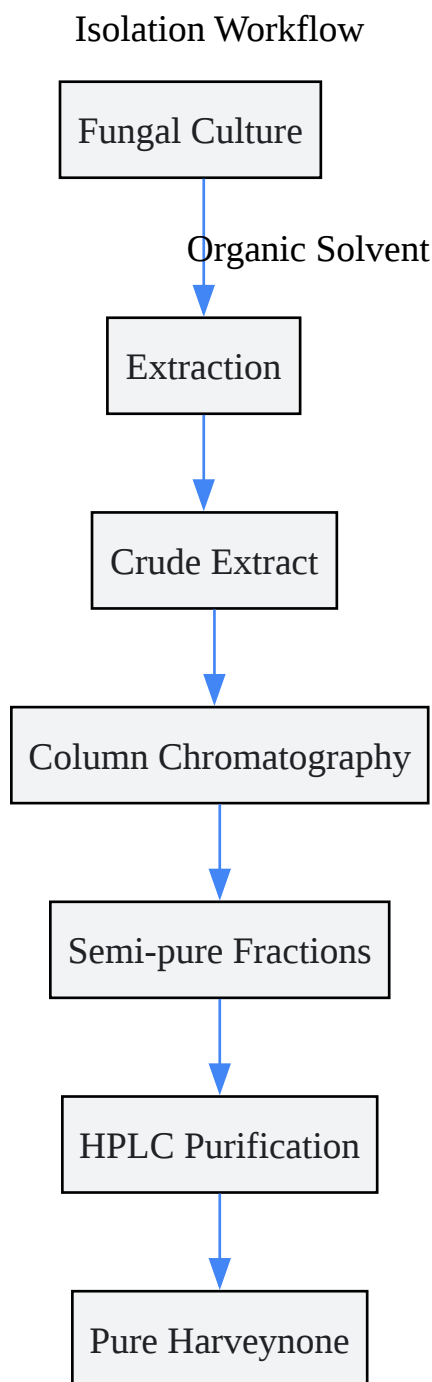 Isolation Workflow
Fungal Culture
Organic Solvent
Extraction
Crude Extract
Column Chromatography
Semi-pure Fractions
HPLC Purification
Pure Harveynone